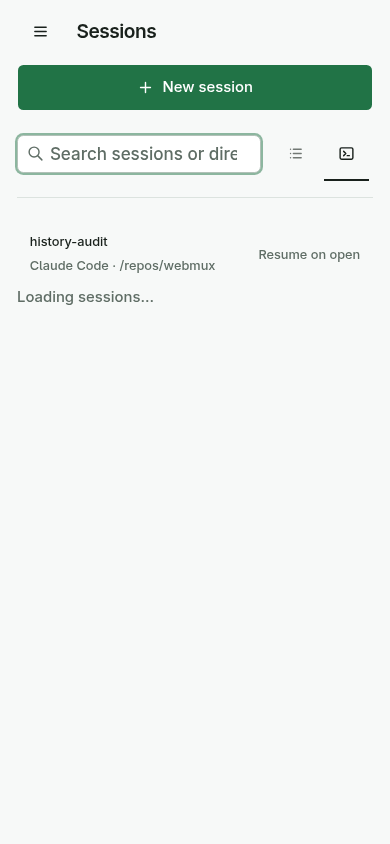 Sessions
New session
Search sessions or dire
history-audit
Claude Code · /repos/webmux
Resume on open
Loading sessions...